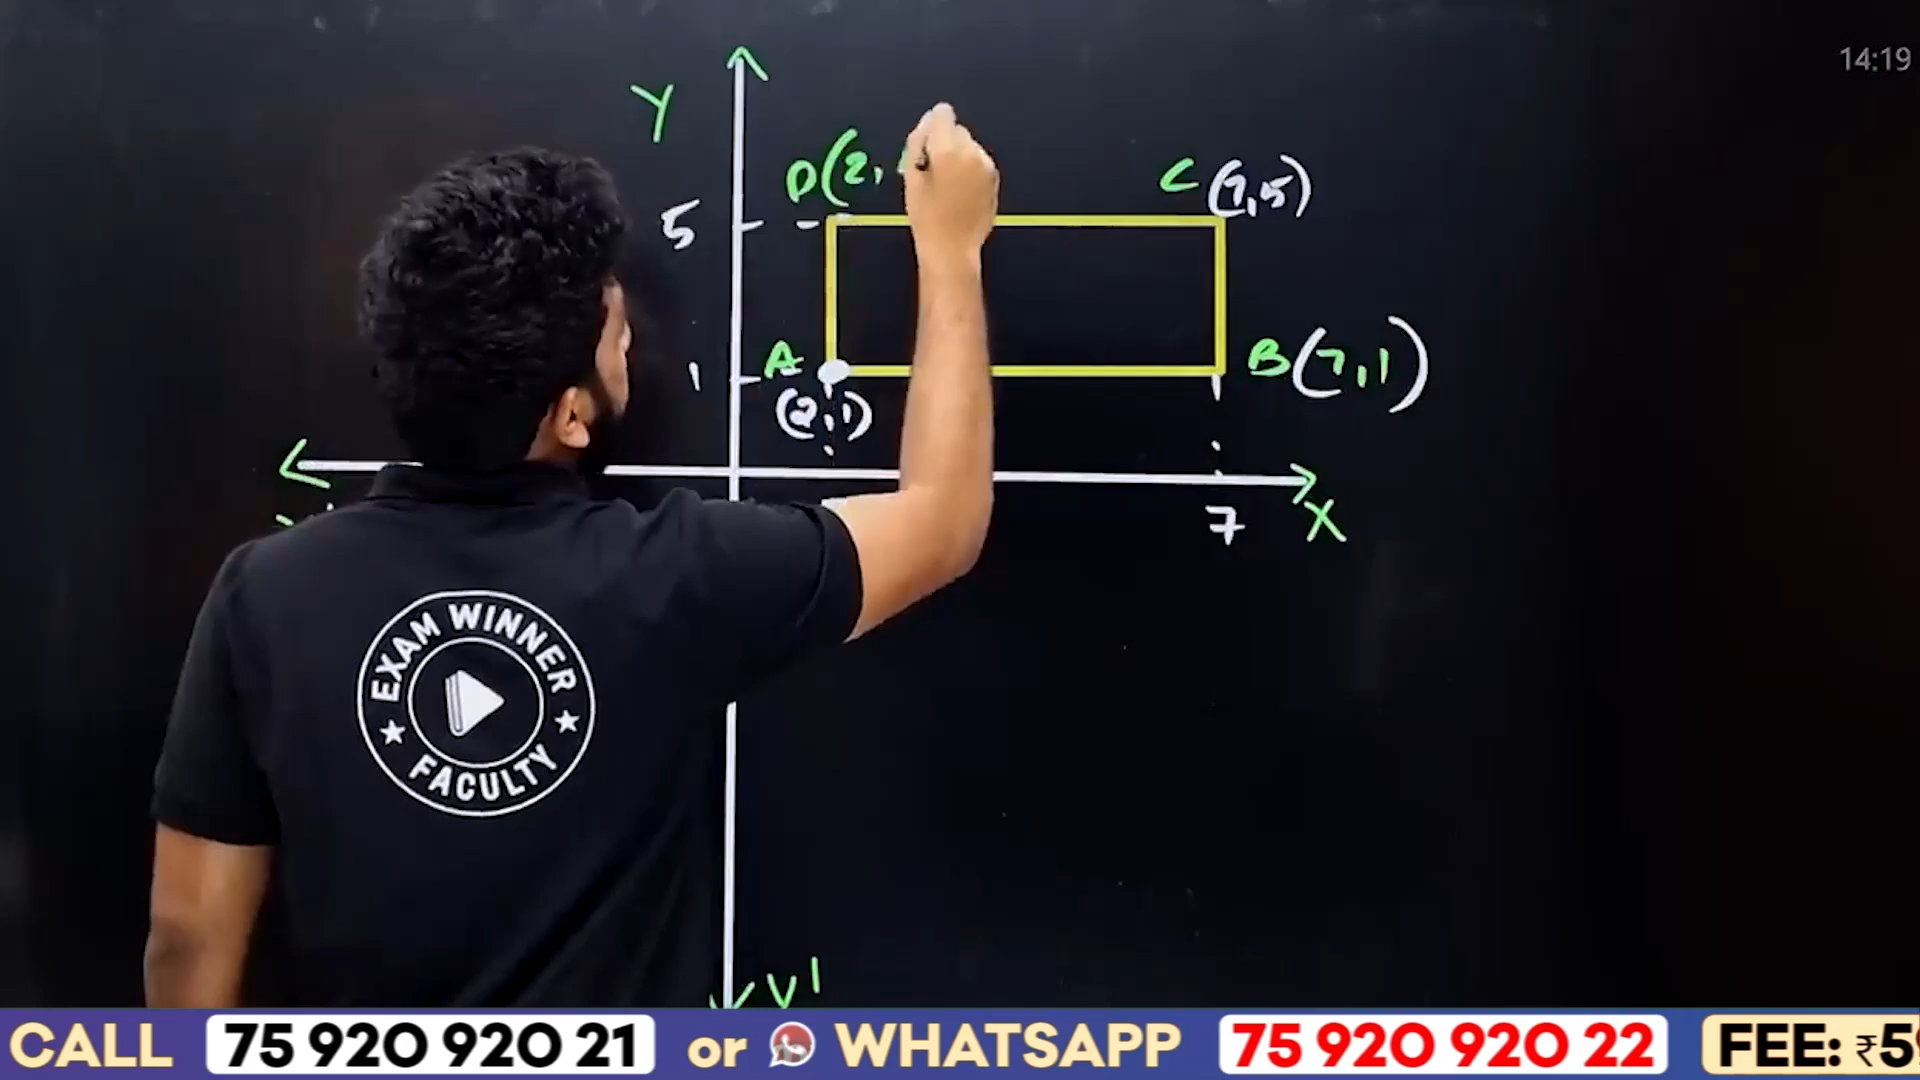 14:19
Y
D(2,
C (7,5)
5
1
A
B(7,1)
(2,1)
7
X
EXAM WINNER
FACULTY
CALL 75 920 920 21 or WHATSAPP 75 920 920 22 FEE: ₹5